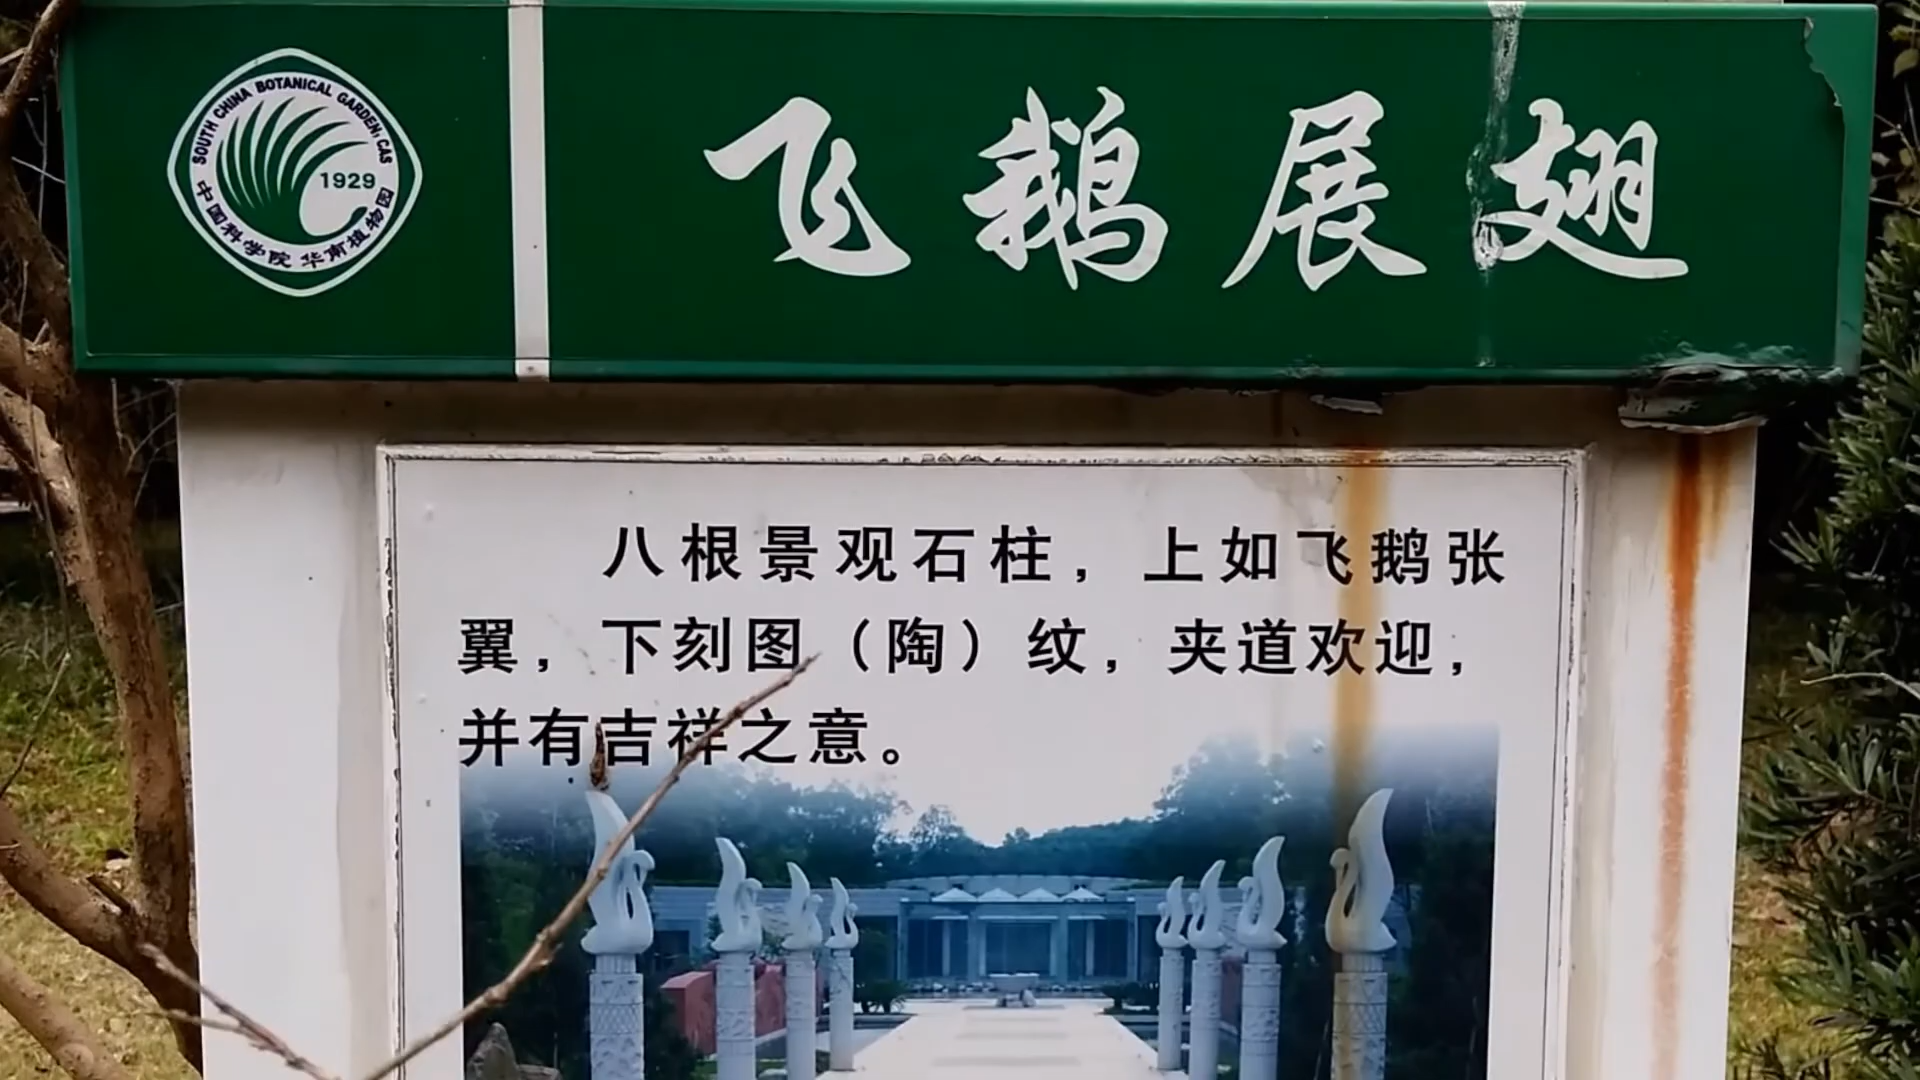 SOUTH CHINA BOTANICAL GARDEN, CAS
1929
中国科学院 华南植物园
飞鹅展翅
八根景观石柱，上如飞鹅张
翼，下刻图（陶）纹，夹道欢迎，
并有吉祥之意。